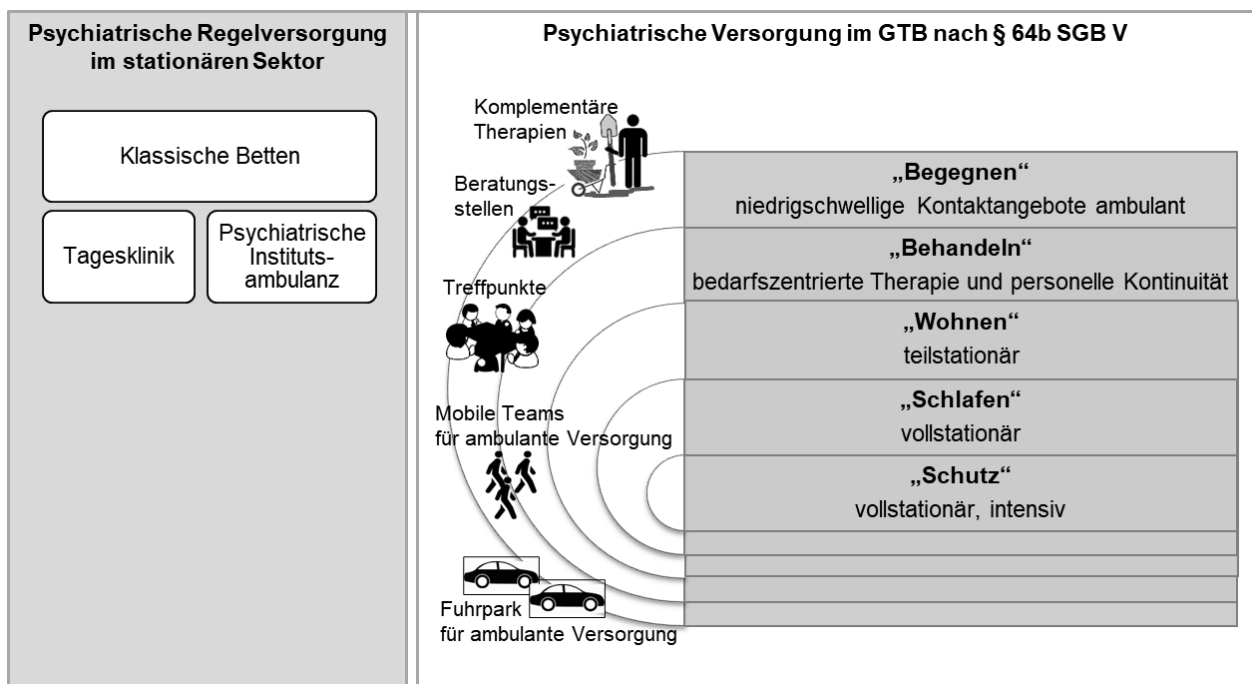 Psychiatrische Regelversorgung
im stationären Sektor
Klassische Betten
Tagesklinik
Psychiatrische
Instituts-
ambulanz
Psychiatrische Versorgung im GTB nach § 64b SGB V
Komplementäre
Therapien
Beratungs-
stellen
Treffpunkte
Mobile Teams
für ambulante Versorgung
Fuhrpark
für ambulante Versorgung
„Begegnen“
niedrigschwellige Kontaktangebote ambulant
„Behandeln“
bedarfszentrierte Therapie und personelle Kontinuität
„Wohnen“
teilstationär
„Schlafen“
vollstationär
„Schutz“
vollstationär, intensiv